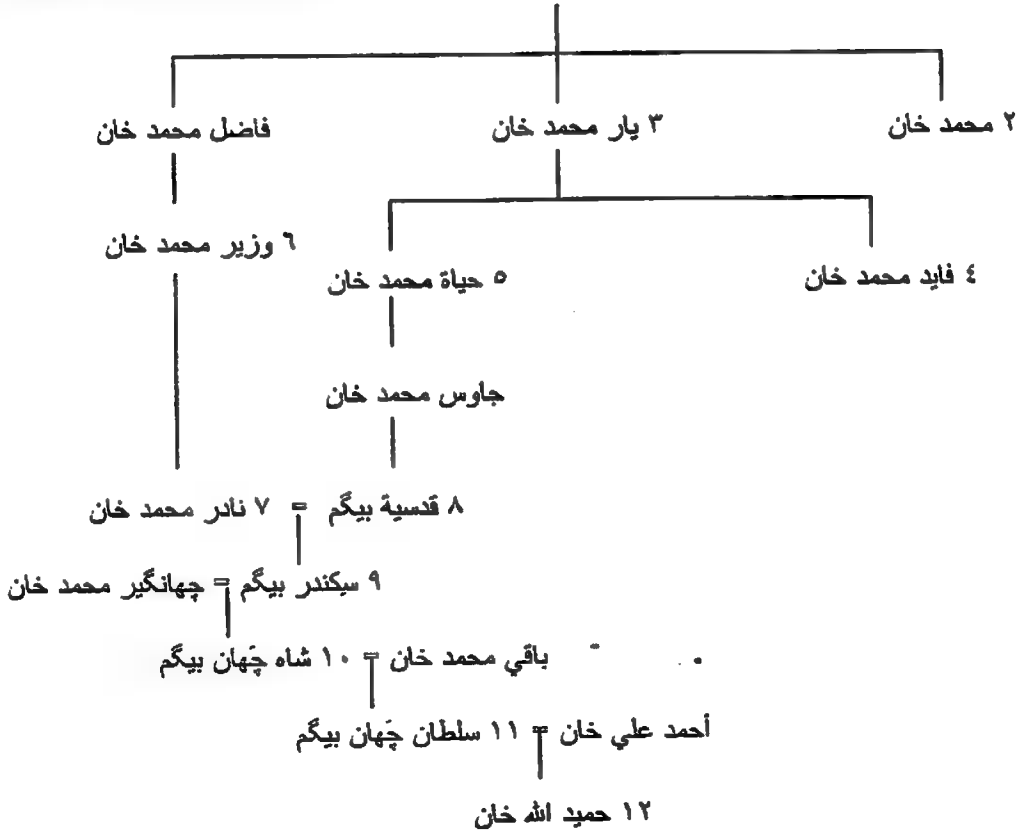 ٢ محمد خان
٣ يار محمد خان
فاضل محمد خان
٦ وزير محمد خان
٤ فايد محمد خان
٥ حياة محمد خان
جاوس محمد خان
٨ قدسية بيگم = ٧ نادر محمد خان
٩ سيكندر بيگم = چهانگير محمد خان
باقي محمد خان = ١٠ شاه چَهان بيگم
أحمد علي خان = ١١ سلطان چَهان بيگم
١٢ حميد الله خان